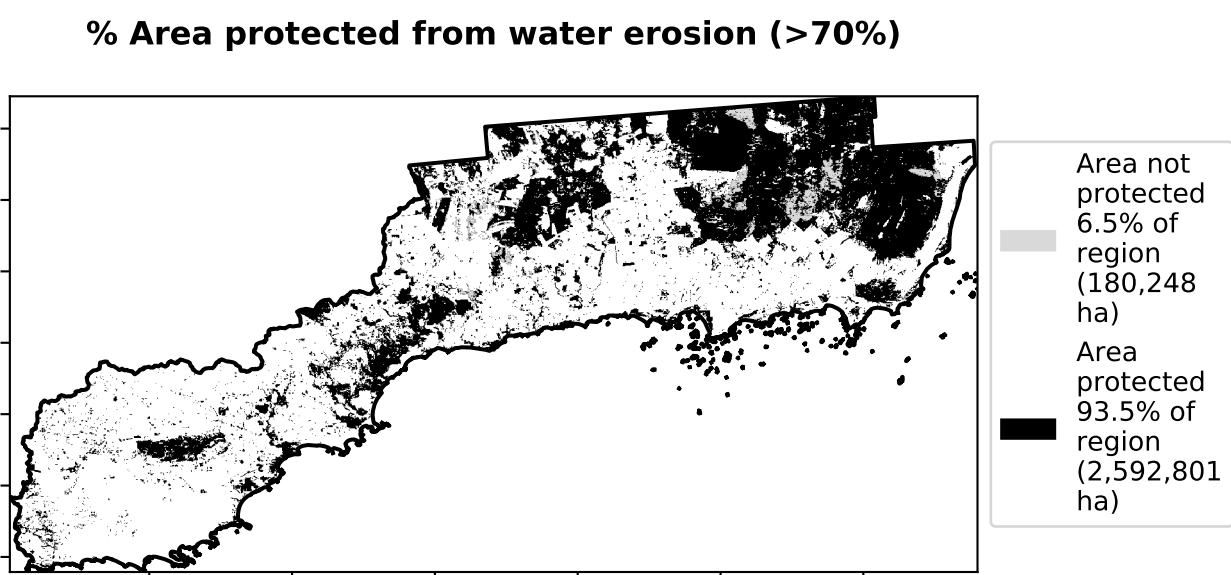 % Area protected from water erosion (>70%)
Area not
protected
6.5% of
region
(180,248
ha)
Area
protected
93.5% of
region
(2,592,801
ha)